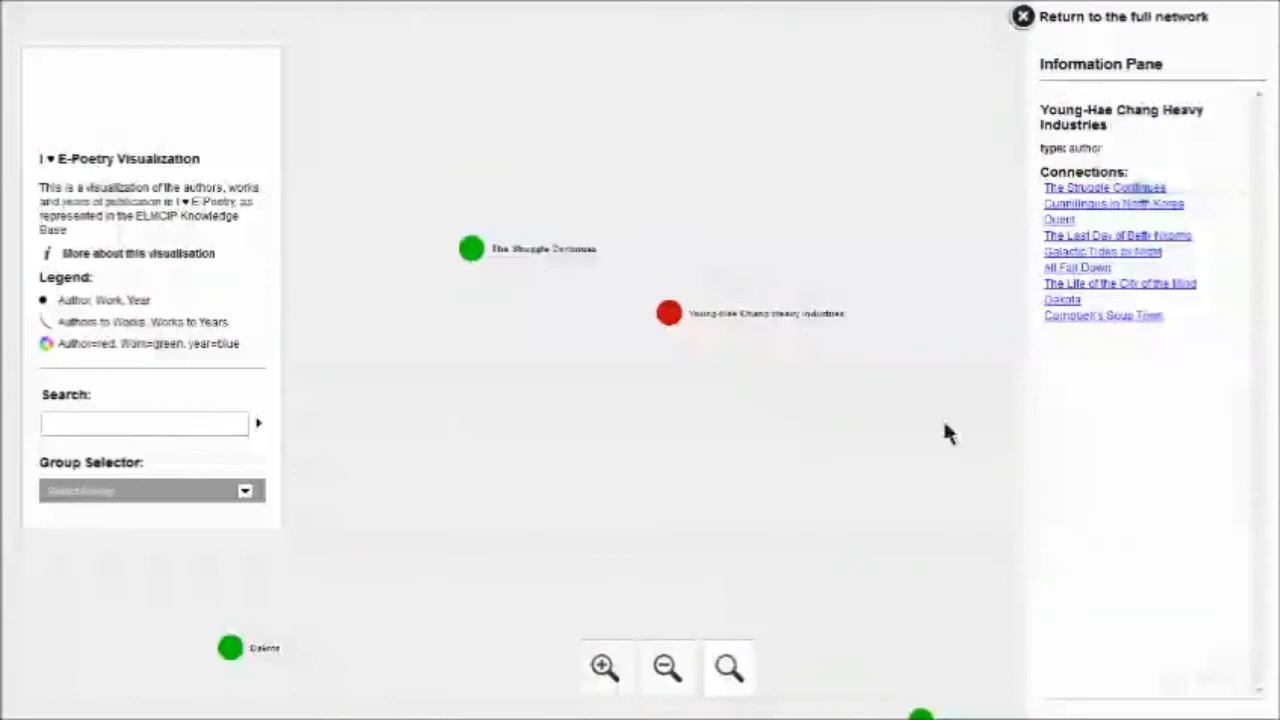 Return to the full network
Information Pane
Young-Hae Chang Heavy
Industries
type: author
Connections:
The Struggle Continues
Cunnilingus in North Korea
Orient
The Last Day of Betty Nkomo
Galactic Tides by Night
All Fall Down
The Life of the City of the Mind
Dakota
Campbell's Soup Town
I ♥ E-Poetry Visualization
This is a visualization of the authors, works
and years of publication in I ♥ E-Poetry, as
represented in the ELMCIP Knowledge
Base
More about this visualisation
Legend:
Author, Work, Year
Authors to Works, Works to Years
Author=red, Work=green, year=blue
Search:
Group Selector:
Select Group
The Struggle Continues
Young-Hae Chang Heavy Industries
Dakota